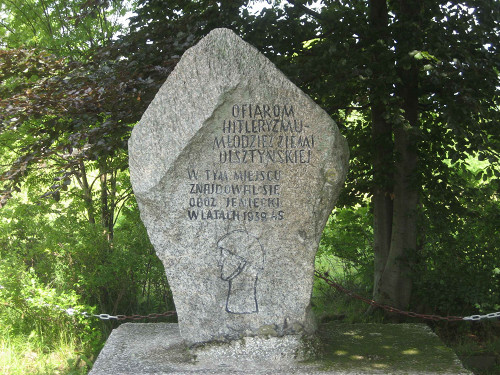 OFIAROM
HITLERYZMU
MŁODZIEŻ ZIEMI
OLSZTYŃSKIEJ
W TYM MIEJSCU
ZNAJDOWAŁ SIĘ
OBÓZ JENIECKI
W LATACH 1939-45